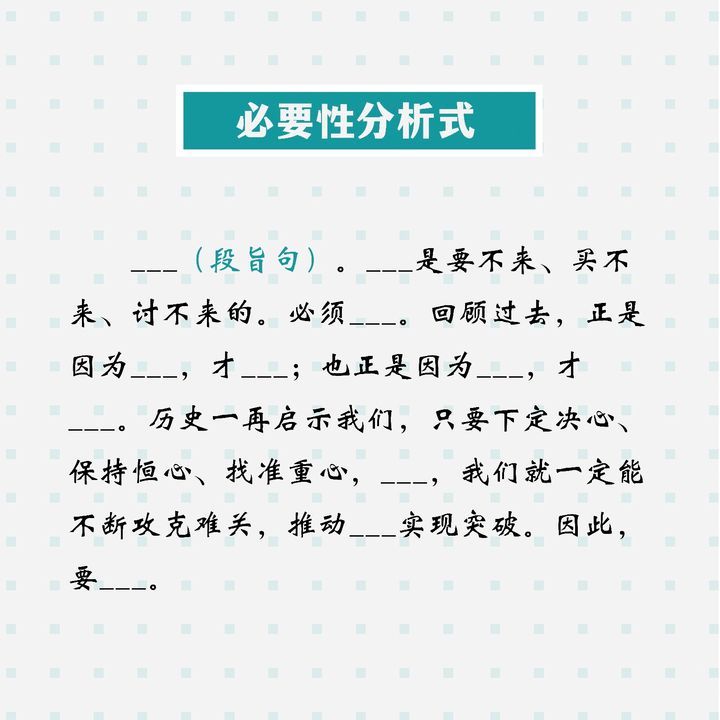 必要性分析式
___（段旨句）。___是要不来、买不
来、讨不来的。必须___。回顾过去，正是
因为___，才___；也正是因为___，才
___。历史一再启示我们，只要下定决心、
保持恒心、找准重心，___，我们就一定能
不断攻克难关，推动___实现突破。因此，
要___。